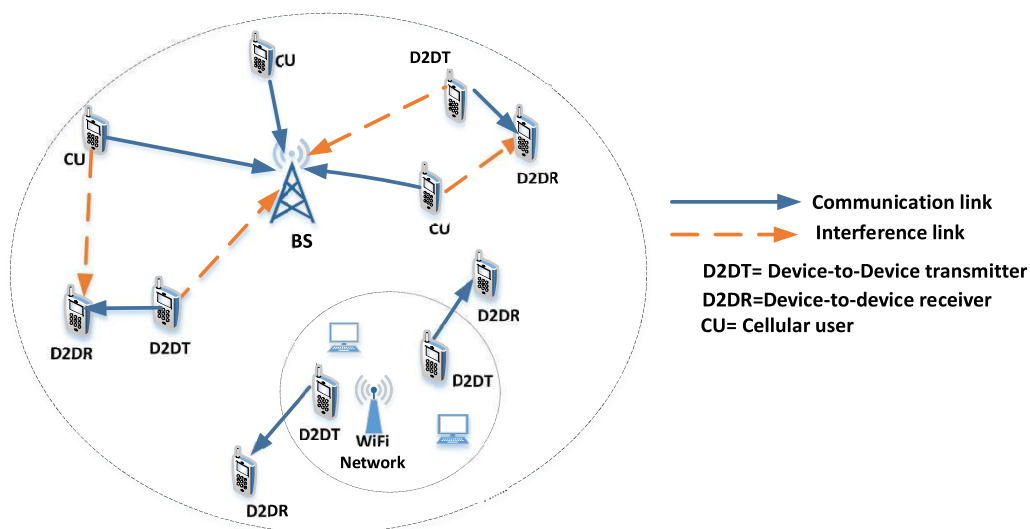 CU
D2DT
CU
D2DR
CU
BS
Communication link
Interference link
D2DT= Device-to-Device transmitter
D2DR=Device-to-device receiver
CU= Cellular user
D2DR
D2DT
D2DR
D2DT
D2DT
WiFi
Network
D2DR